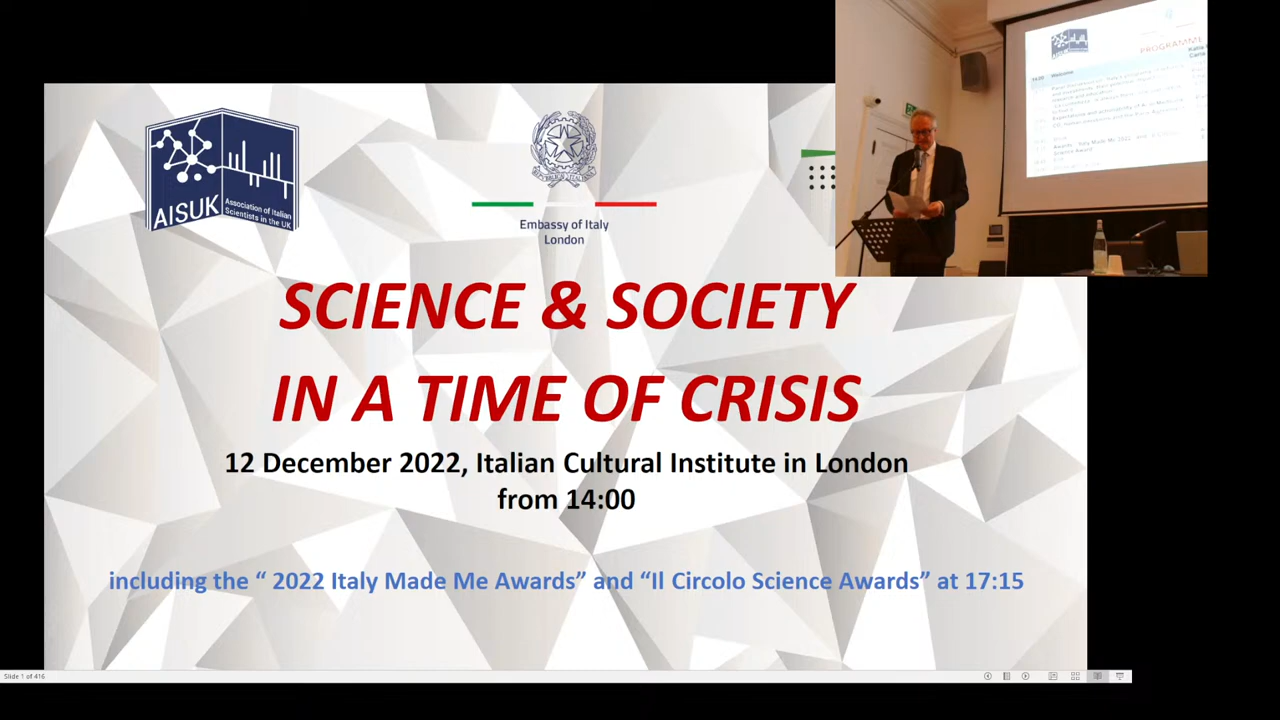 AISUK
Association of Italian
Scientists in the UK
Embassy of Italy
London
SCIENCE & SOCIETY
IN A TIME OF CRISIS
12 December 2022, Italian Cultural Institute in London
from 14:00
including the “ 2022 Italy Made Me Awards” and “Il Circolo Science Awards” at 17:15
Slide 1 of 416
AISUK
PROGRAMME
Welcome